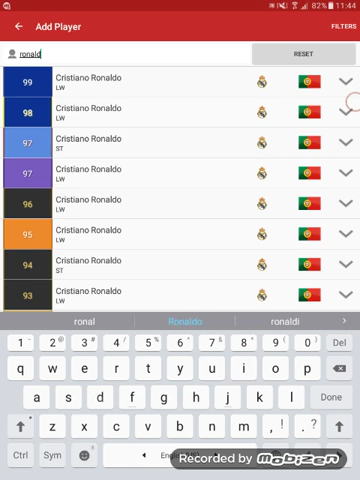 82% 11:44
Add Player
FILTERS
ronald
RESET
99 Cristiano Ronaldo
LW
98 Cristiano Ronaldo
LW
97 Cristiano Ronaldo
ST
97 Cristiano Ronaldo
LW
96 Cristiano Ronaldo
LW
95 Cristiano Ronaldo
LW
94 Cristiano Ronaldo
ST
93 Cristiano Ronaldo
LW
ronal Ronaldo ronaldi
1 2 3 4 5 6 7 8 9 0 Del
q w e r t y u i o p
a s d f g h j k l Done
z x c v b n m , ! . ?
Ctrl Sym
Recorded by Mobizen